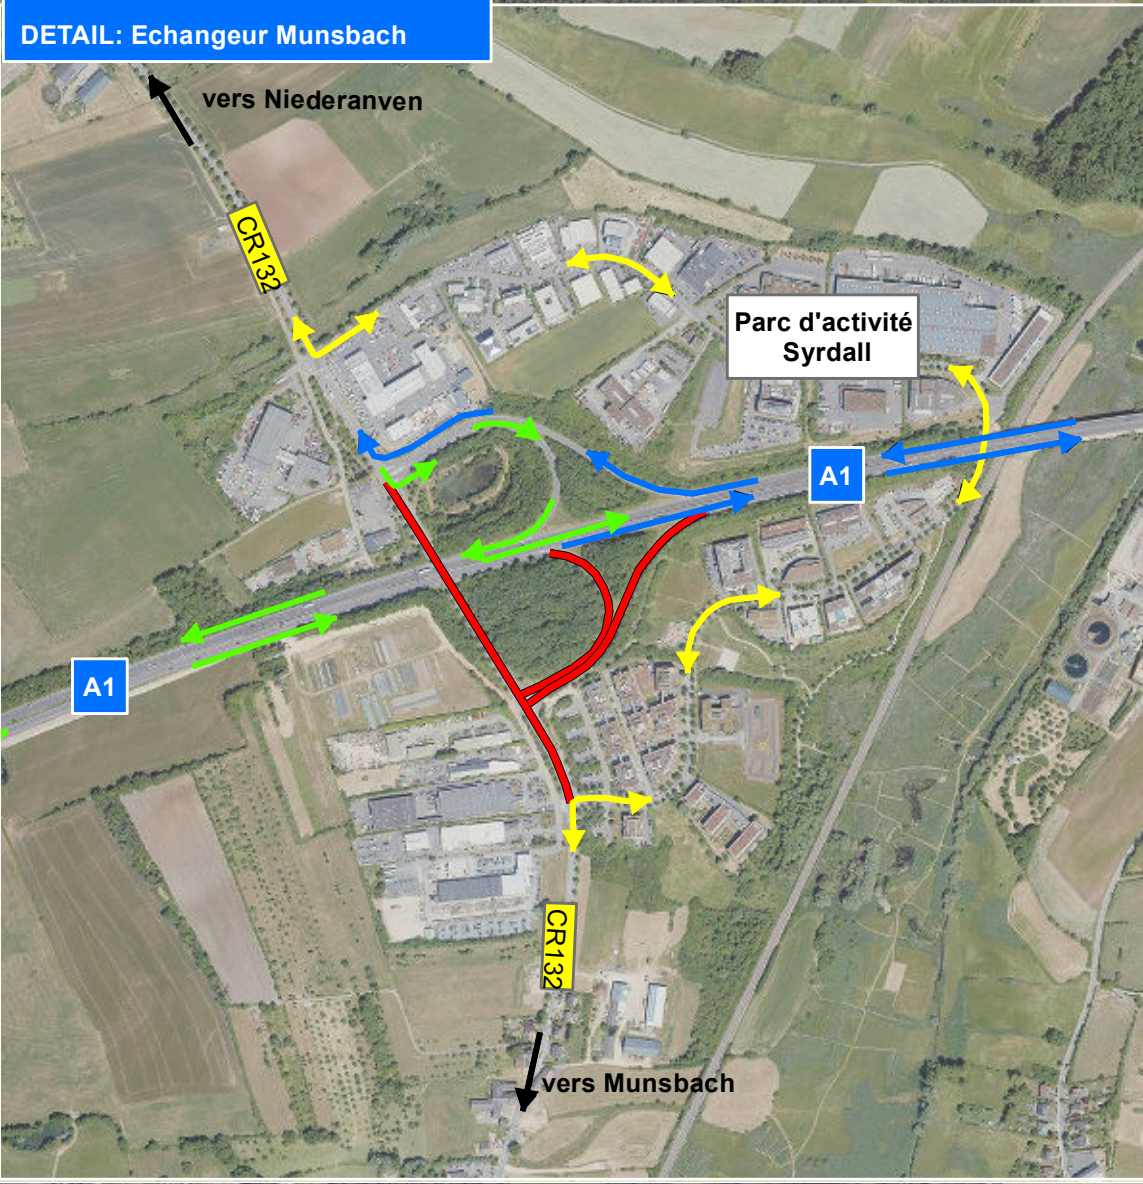 DETAIL: Echangeur Munsbach
vers Niederanven
CR132
Parc d'activité
Syrdall
A1
A1
CR132
vers Munsbach